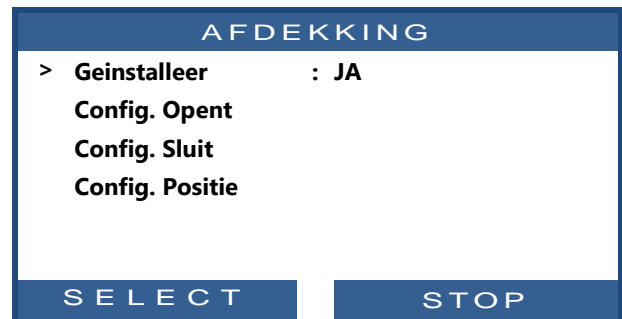 AFDEKKING
> Geinstalleer : JA
Config. Opent
Config. Sluit
Config. Positie
SELECT STOP